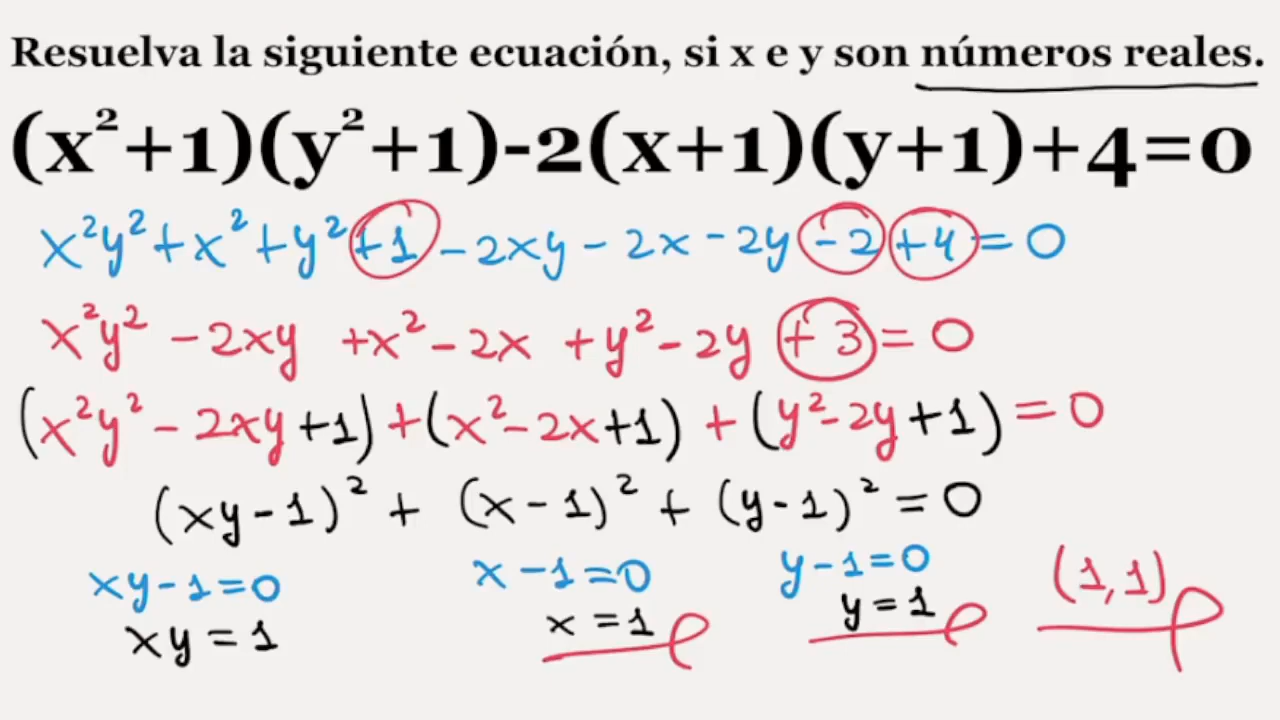 Resuelva la siguiente ecuación, si x e y son números reales.
(x²+1)(y²+1)-2(x+1)(y+1)+4=0
x²y²+x²+y²+1-2xy-2x-2y-2+4=0
x²y²-2xy+x²-2x+y²-2y+3=0
(x²y²-2xy+1)+(x²-2x+1)+(y²-2y+1)=0
(xy-1)²+(x-1)²+(y-1)²=0
xy-1=0 x-1=0 y-1=0 (1,1)
xy=1 x=1 y=1